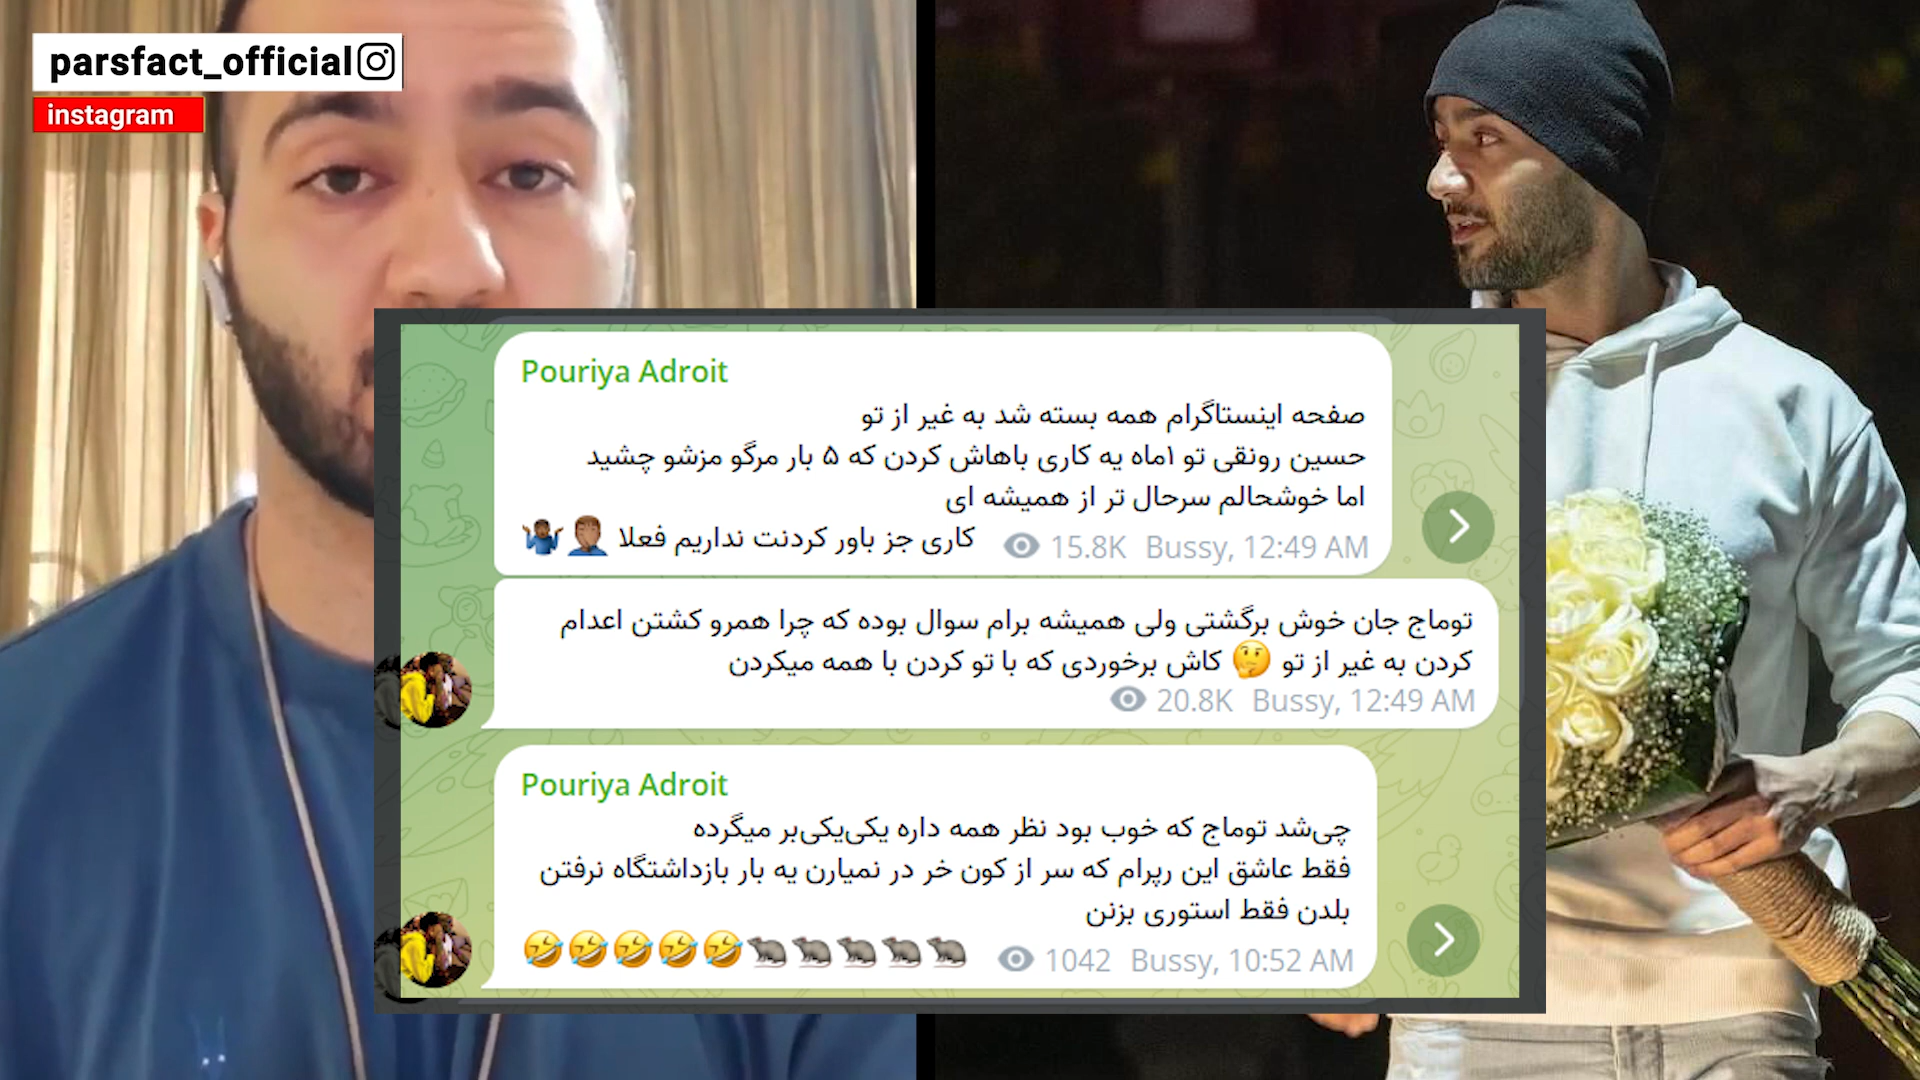 parsfact_official
instagram
Pouriya Adroit
صفحه اینستاگرام همه بسته شد به غیر از تو
حسین رونقی تو ۱ماه یه کاری باهاش کردن که ۵ بار مرگو مزشو چشید
اما خوشحالم سرحال تر از همیشه ای
کاری جز باور کردنت نداریم فعلا 🤦🏾‍♂️🤷🏾‍♂️
15.8K Bussy, 12:49 AM
توماج جان خوش برگشتی ولی همیشه برام سوال بوده که چرا همرو کشتن اعدام
کردن به غیر از تو 🤔 کاش برخوردی که با تو کردن با همه میکردن
20.8K Bussy, 12:49 AM
Pouriya Adroit
چی‌شد توماج که خوب بود نظر همه داره یکی‌یکی‌بر میگرده
فقط عاشق این رپرام که سر از کون خر در نمیارن یه بار بازداشتگاه نرفتن
بلدن فقط استوری بزنن
🐀🐀🐀🐀🐀🤣🤣🤣🤣🤣
1042 Bussy, 10:52 AM